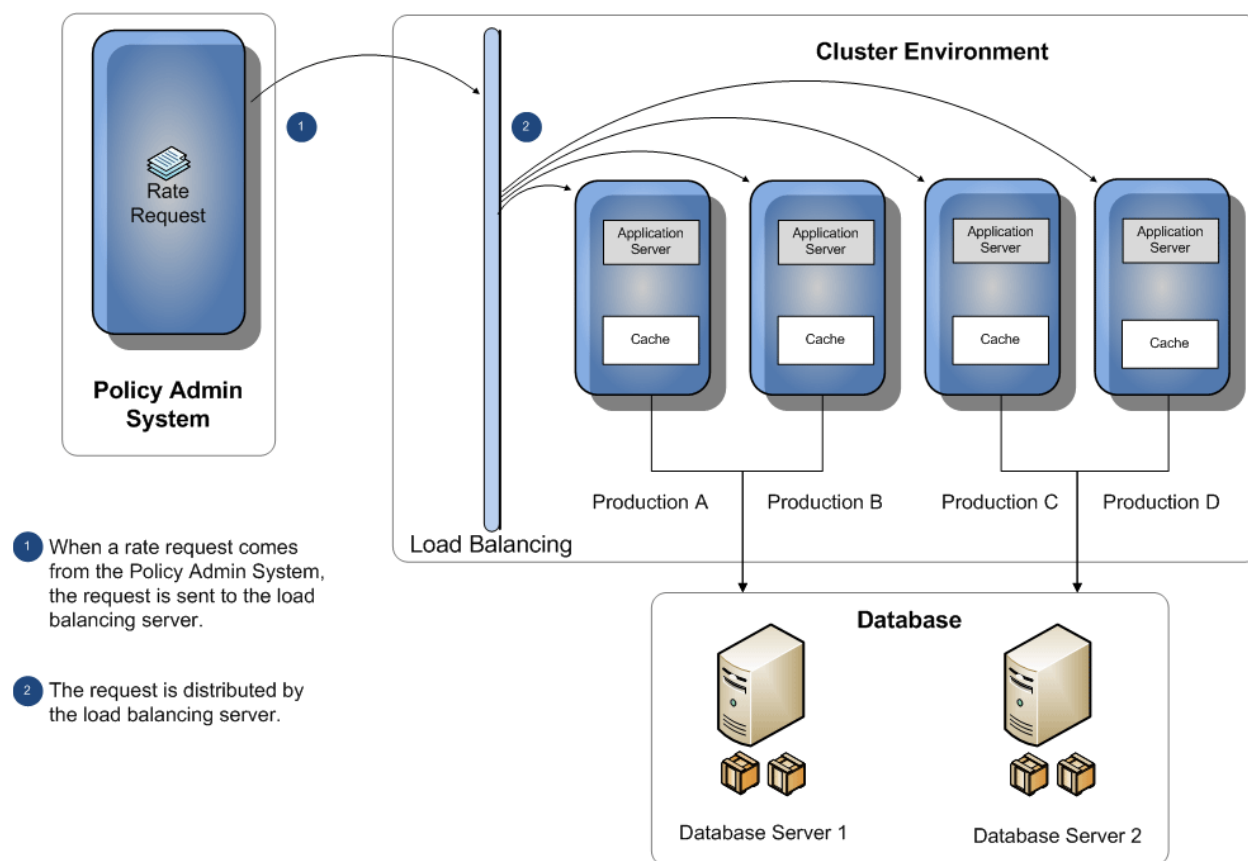 Rate
Request
Policy Admin
System
1
Cluster Environment
2
Application
Server
Cache
Application
Server
Cache
Application
Server
Cache
Application
Server
Cache
Production A
Production B
Production C
Production D
Load Balancing
1
When a rate request comes
from the Policy Admin System,
the request is sent to the load
balancing server.
2
The request is distributed by
the load balancing server.
Database
Database Server 1
Database Server 2